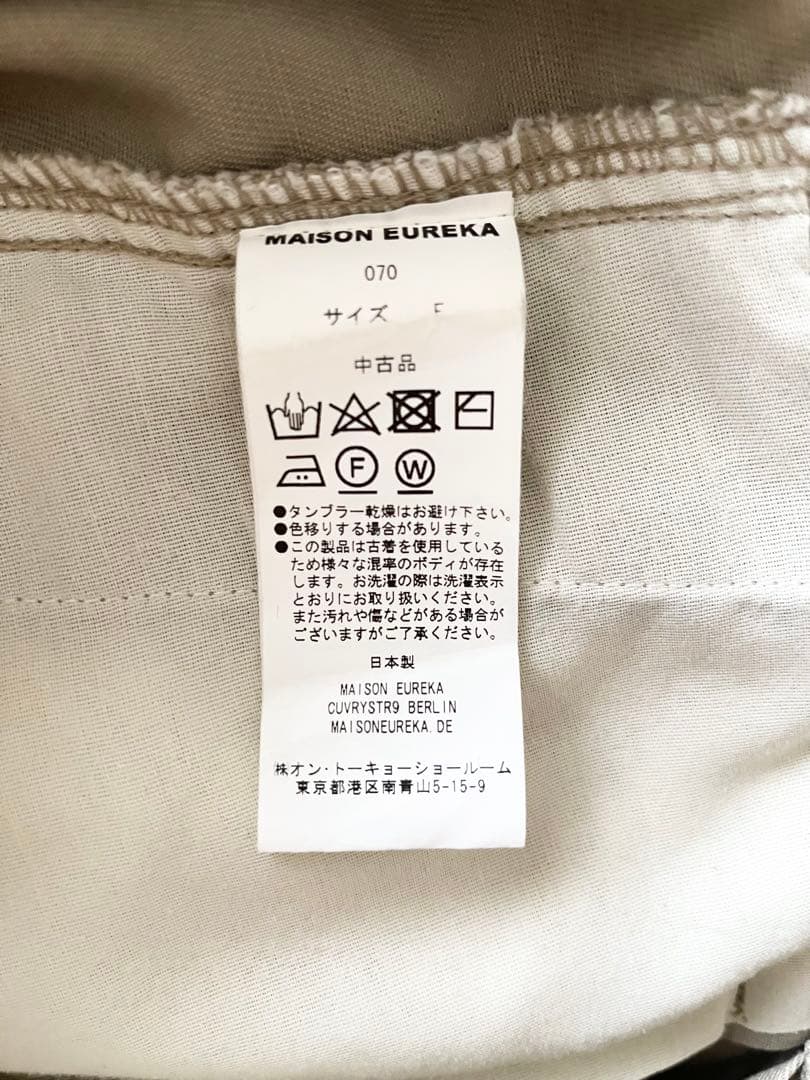 MAISON EUREKA
070
サイズ F
中古品
F W
●タンブラー乾燥はお避け下さい。
●色移りする場合があります。
●この製品は古着を使用している
ため様々な混率のボディが存在
します。お洗濯の際は洗濯表示
とおりにお取り扱いください。
また汚れや傷などがある場合が
ございますがご了承ください。
日本製
MAISON EUREKA
CUVRYSTR9 BERLIN
MAISONEUREKA.DE
㈱オン・トーキョーショールーム
東京都港区南青山5-15-9